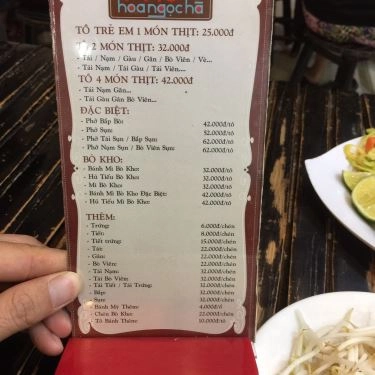 hoangọchà
TÔ TRẺ EM 1 MÓN THỊT: 25.000đ
TÔ 2 MÓN THỊT: 32.000đ
- Tái / Nạm / Gàu / Gân / Bò Viên / Vè...
- Tái Nạm / Tái Gàu / Tái Viên...
TÔ 4 MÓN THỊT: 42.000đ
- Tái Nạm Gân...
- Tái Gàu Gân Bò Viên...
ĐẶC BIỆT:
- Phở Bắp Bò: 42.000đ/tô
- Phở Sụn: 52.000đ/tô
- Phở Tái Sụn / Bắp Sụn: 62.000đ/tô
- Phở Nạm Sụn / Bò Viên Sụn: 62.000đ/tô
BÒ KHO:
- Bánh Mì Bò Kho: 32.000đ/tô
- Hủ Tiếu Bò Kho: 32.000đ/tô
- Mì Bò Kho: 32.000đ/tô
- Bánh Mì Bò Kho Đặc Biệt: 42.000đ/tô
- Hủ Tiếu Mì Bò Kho: 42.000đ/tô
THÊM:
- Trứng: 6.000đ/chén
- Tiết: 8.000đ/chén
- Tiết trứng: 15.000đ/chén
- Tái: 22.000đ/chén
- Gân: 22.000đ/chén
- Bò Viên: 22.000đ/chén
- Tái Nạm: 32.000đ/chén
- Tái Bò Viên: 32.000đ/chén
- Tái Tiết / Tái Trứng: 32.000đ/chén
- Bắp: 32.000đ/chén
- Sụn: 32.000đ/chén
- Bánh Mỳ Thêm: 4.000đ/ổ
- Chén Bò Kho: 22.000đ/chén
- Tô Bánh Thêm: 10.000đ/tô